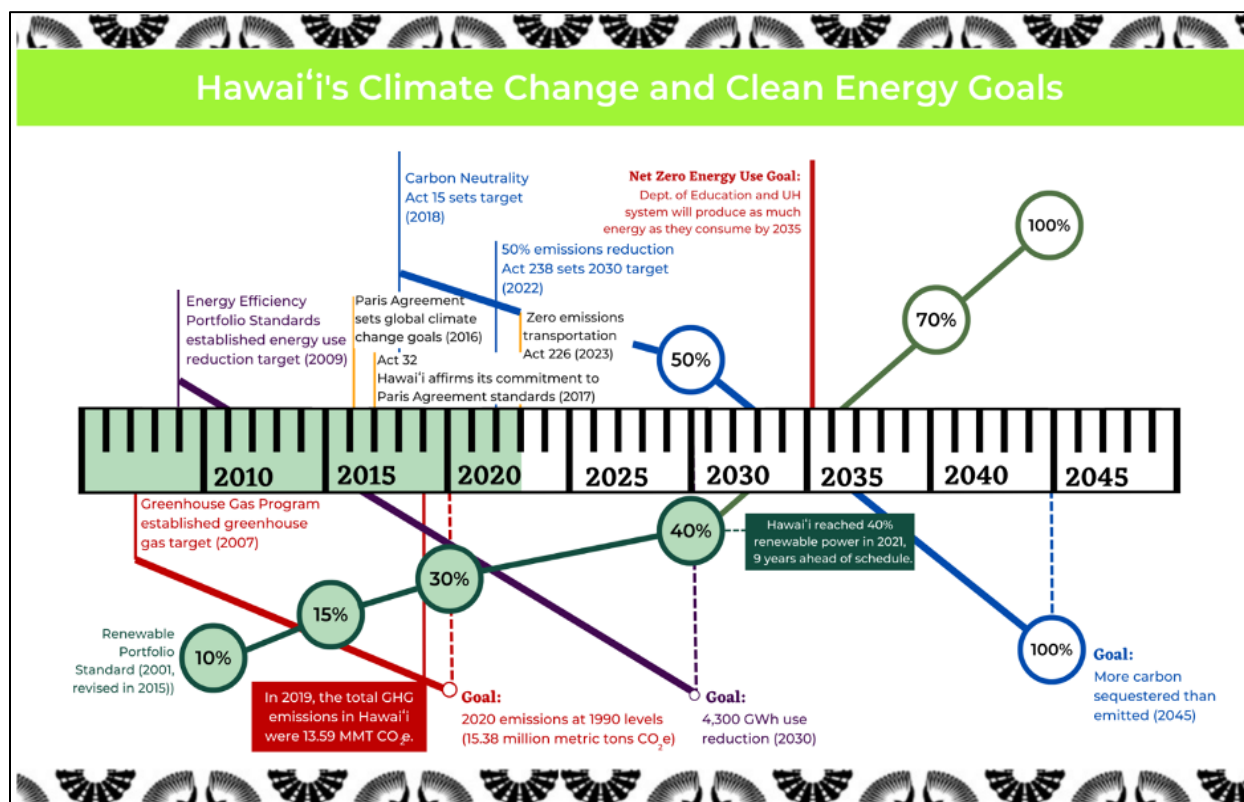 Hawaiʻi's Climate Change and Clean Energy Goals
Carbon Neutrality
Act 15 sets target
(2018)
Net Zero Energy Use Goal:
Dept. of Education and UH
system will produce as much
energy as they consume by 2035
100%
50% emissions reduction
Act 238 sets 2030 target
(2022)
Energy Efficiency
Portfolio Standards
established energy use
reduction target (2009)
Paris Agreement
sets global climate
change goals (2016)
Zero emissions
transportation
Act 226 (2023)
70%
50%
Act 32
Hawaiʻi affirms its commitment to
Paris Agreement standards (2017)
2010
2015
2020
2025
2030
2035
2040
2045
Greenhouse Gas Program
established greenhouse
gas target (2007)
40%
Hawaiʻi reached 40%
renewable power in 2021,
9 years ahead of schedule.
30%
15%
10%
Renewable
Portfolio
Standard (2001,
revised in 2015))
100%
Goal:
More carbon
sequestered than
emitted (2045)
In 2019, the total GHG
emissions in Hawaiʻi
were 13.59 MMT CO₂e.
Goal:
2020 emissions at 1990 levels
(15.38 million metric tons CO₂e)
Goal:
4,300 GWh use
reduction (2030)